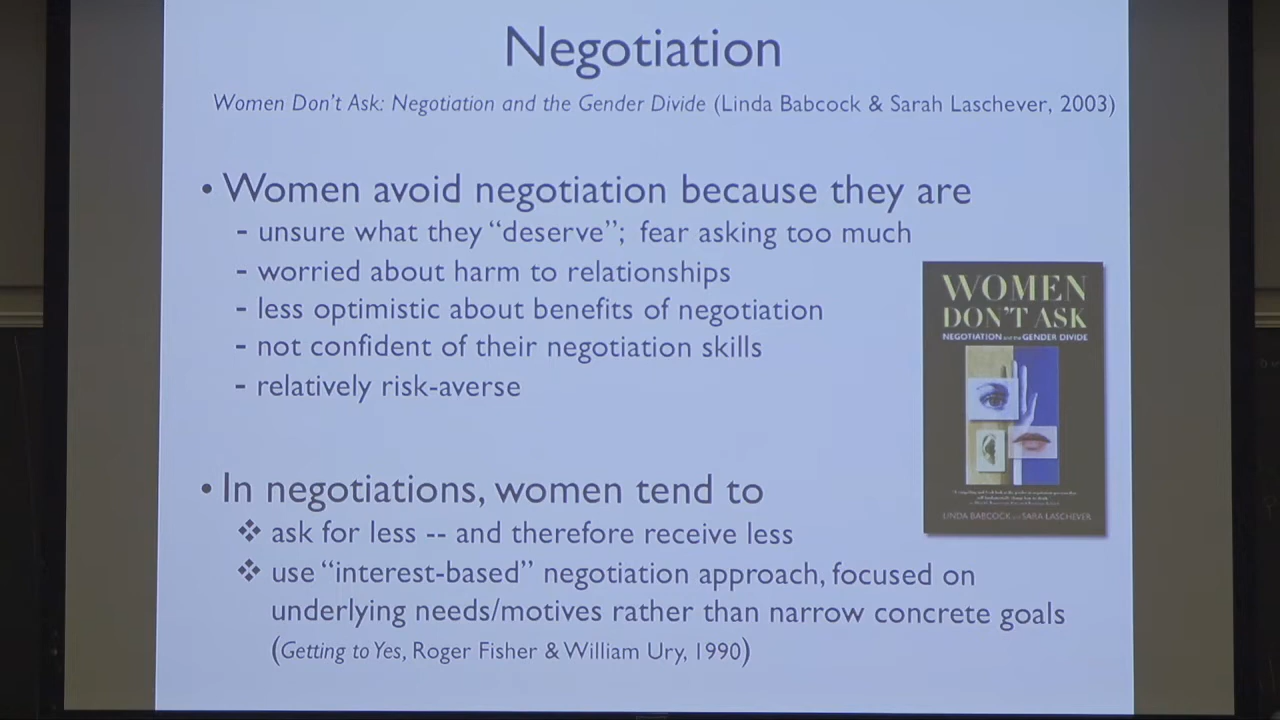 Negotiation
Women Don't Ask: Negotiation and the Gender Divide (Linda Babcock & Sarah Laschever, 2003)
• Women avoid negotiation because they are
- unsure what they “deserve”; fear asking too much
- worried about harm to relationships
- less optimistic about benefits of negotiation
- not confident of their negotiation skills
- relatively risk-averse
WOMEN
DON'T ASK
NEGOTIATION and the GENDER DIVIDE
LINDA BABCOCK and SARA LASCHEVER
• In negotiations, women tend to
❖ ask for less -- and therefore receive less
❖ use “interest-based” negotiation approach, focused on
underlying needs/motives rather than narrow concrete goals
(Getting to Yes, Roger Fisher & William Ury, 1990)